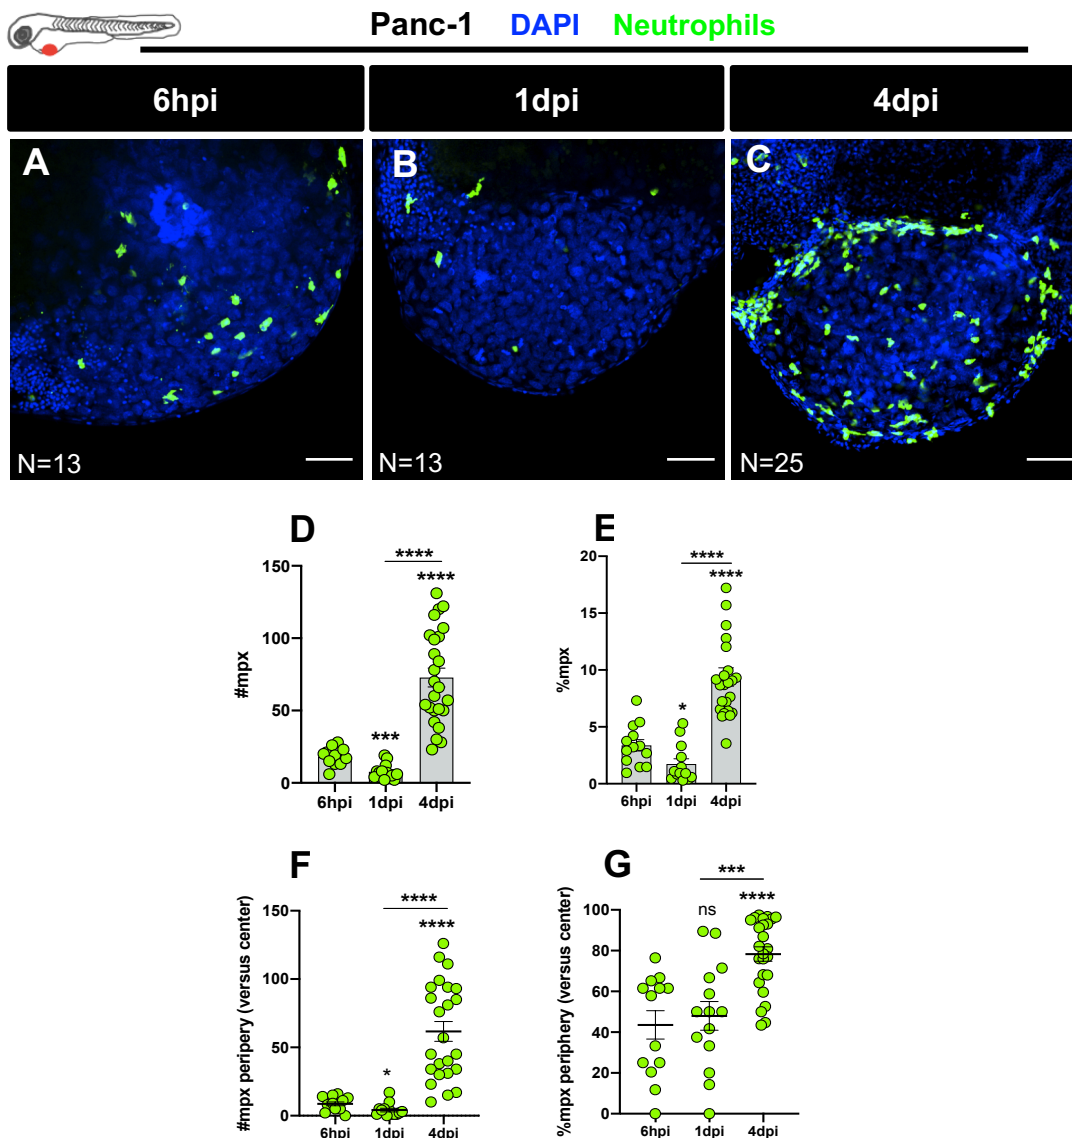 Panc-1 DAPI Neutrophils
6hpi 1dpi 4dpi
A B C
N=13 N=13 N=25
D
****
****
***
150
100
50
0
#mpx
6hpi 1dpi 4dpi
E
****
****
*
20
15
10
5
0
%mpx
6hpi 1dpi 4dpi
F
****
****
*
150
100
50
0
#mpx peripery (versus center)
6hpi 1dpi 4dpi
G
***
****
ns
100
80
60
40
20
0
%mpx periphery (versus center)
6hpi 1dpi 4dpi